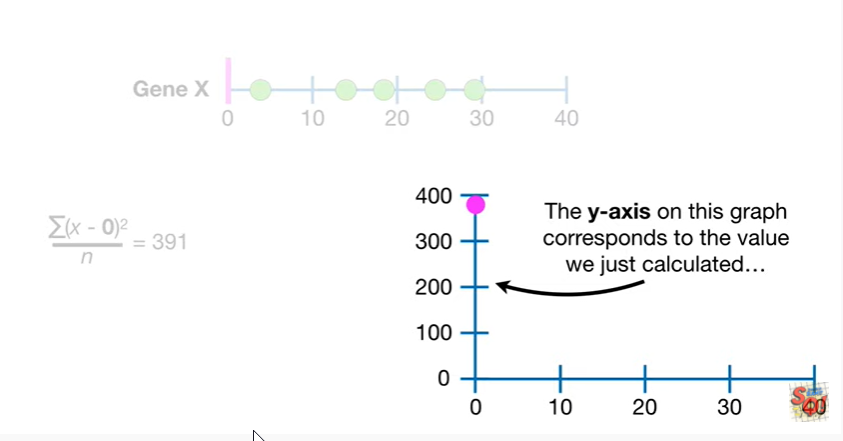 Gene X
0 10 20 30 40
∑(x - 0)²
n
= 391
400
300
200
100
0
The y-axis on this graph
corresponds to the value
we just calculated...
0 10 20 30 40